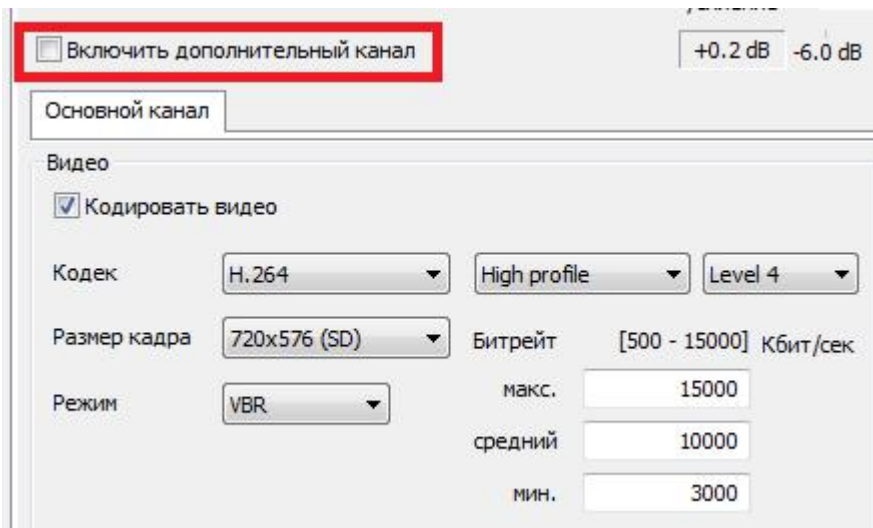 Включить дополнительный канал
+0.2 dB -6.0 dB
Основной канал
Видео
Кодировать видео
Кодек H.264 High profile Level 4
Размер кадра 720x576 (SD) Битрейт [500 - 15000] Кбит/сек
Режим VBR макс. 15000
средний 10000
мин. 3000